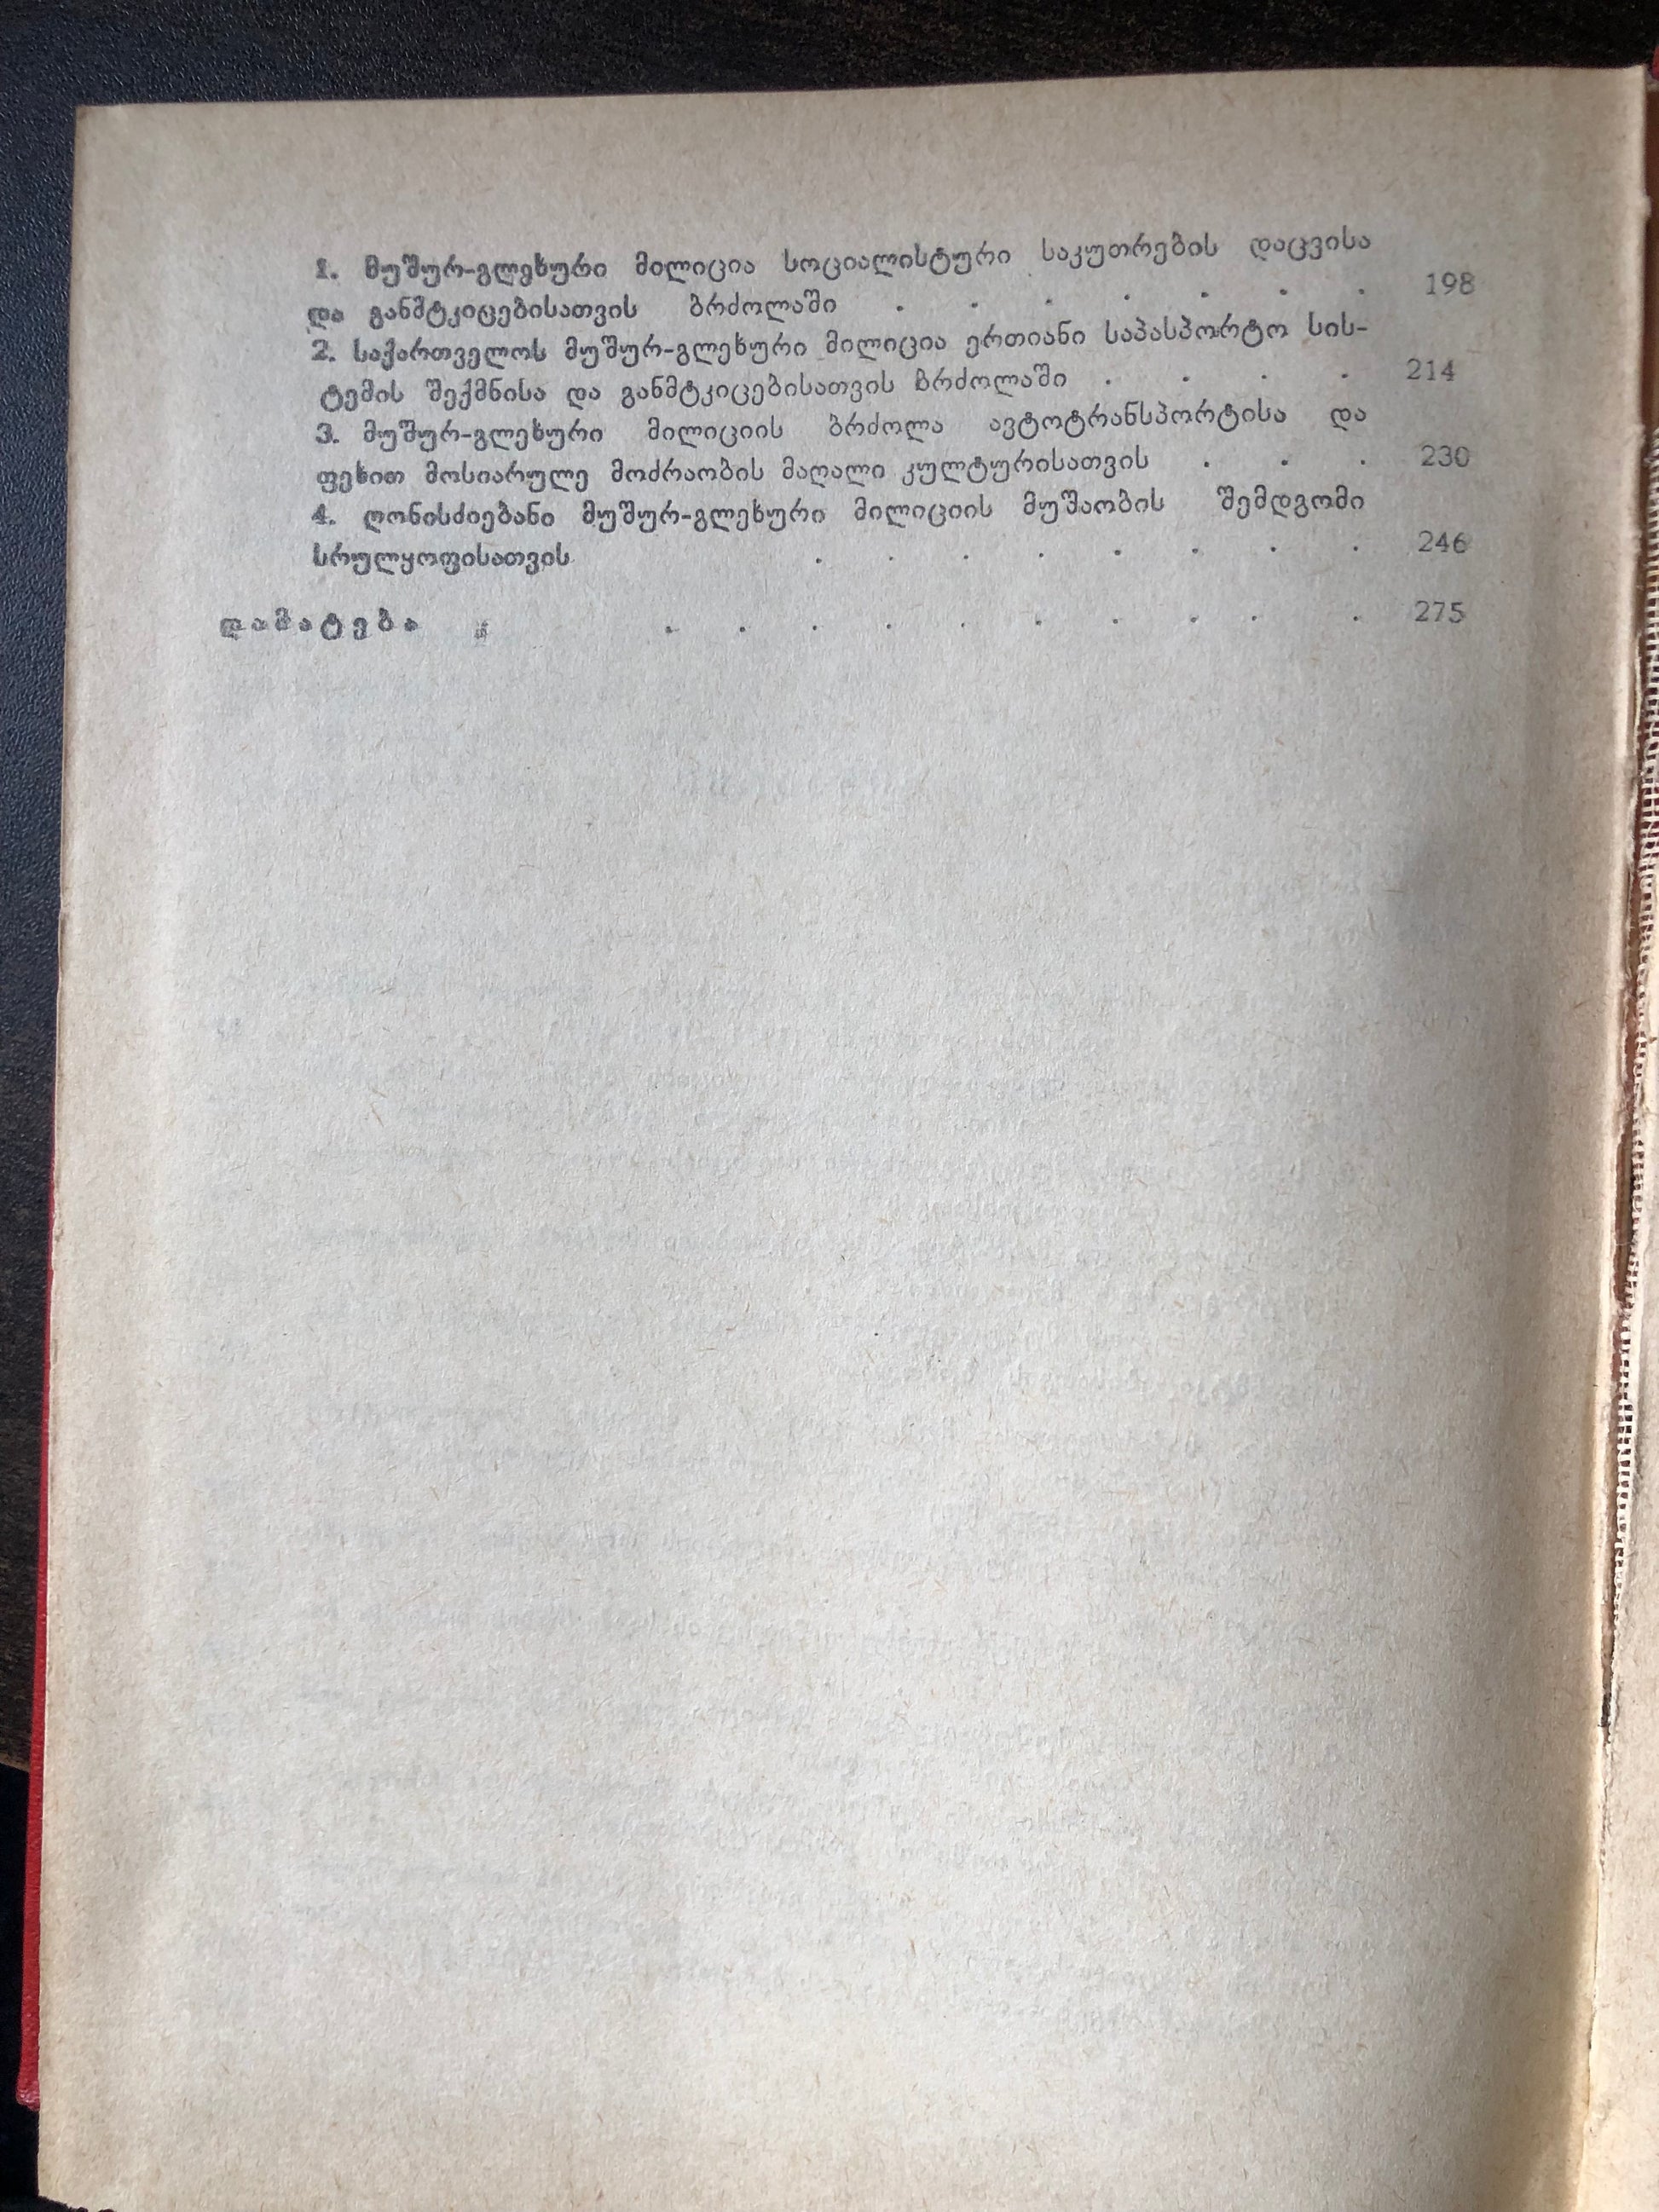 1. მუშურ-გლეხური მილიცია სოციალისტური საკუთრების დაცვისა
და განმტკიცებისათვის ბრძოლაში . . . . . . . 198
2. საქართველოს მუშურ-გლეხური მილიცია ერთიანი საპასპორტო სის-
ტემის შექმნისა და განმტკიცებისათვის ბრძოლაში . . . . 214
3. მუშურ-გლეხური მილიციის ბრძოლა ავტოტრანსპორტისა და
ფეხით მოსიარულე მოძრაობის მაღალი კულტურისათვის . . . 230
4. ღონისძიებანი მუშურ-გლეხური მილიციის მუშაობის შემდგომი
სრულყოფისათვის . . . . . . . . 246
დამატება . . . . . . . . . . 275